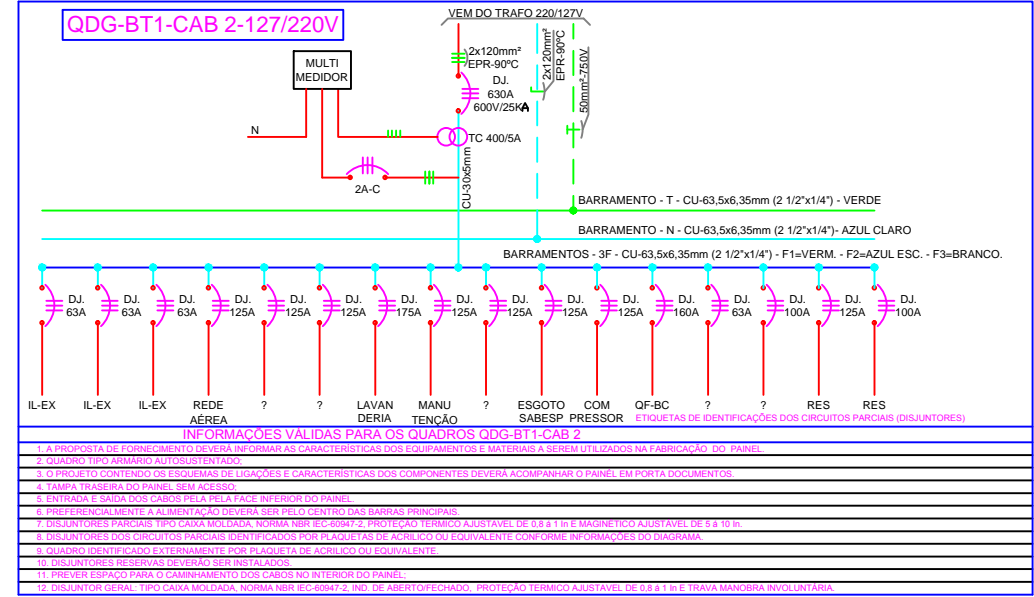 QDG-BT1-CAB 2-127/220V
VEM DO TRAFO 220/127V
MULTI
MEDIDOR
2x120mm²
EPR-90ºC
DJ.
630A
600V/25KA
2x120mm²
EPR-90ºC
50mm²-750V
N
TC 400/5A
2A-C
CU-30x5mm
BARRAMENTO - T - CU-63,5x6,35mm (2 1/2"x1/4") - VERDE
BARRAMENTO - N - CU-63,5x6,35mm (2 1/2"x1/4")- AZUL CLARO
BARRAMENTOS - 3F - CU-63,5x6,35mm (2 1/2"x1/4") - F1=VERM. - F2=AZUL ESC. - F3=BRANCO.
DJ. DJ. DJ. DJ. DJ. DJ. DJ. DJ. DJ. DJ. DJ. DJ. DJ. DJ. DJ. DJ.
63A 63A 63A 125A 125A 125A 175A 125A 125A 125A 125A 160A 63A 100A 125A 100A
IL-EX IL-EX IL-EX REDE ? ? LAVAN MANU ? ESGOTO COM QF-BC ? ? RES RES
AÉREA DERIA TENÇÃO SABESP PRESSOR ETIQUETAS DE IDENTIFICAÇÕES DOS CIRCUITOS PARCIAIS (DISJUNTORES)
INFORMAÇÕES VÁLIDAS PARA OS QUADROS QDG-BT1-CAB 2
1. A PROPOSTA DE FORNECIMENTO DEVERÁ INFORMAR AS CARACTERÍSTICAS DOS EQUIPAMENTOS E MATERIAIS A SEREM UTILIZADOS NA FABRICAÇÃO DO PAINEL.
2. QUADRO TIPO ARMÁRIO AUTOSUSTENTADO;
3. O PROJETO CONTENDO OS ESQUEMAS DE LIGAÇÕES E CARACTERÍSTICAS DOS COMPONENTES DEVERÁ ACOMPANHAR O PAINÉL EM PORTA DOCUMENTOS.
4. TAMPA TRASEIRA DO PAINEL SEM ACESSO;
5. ENTRADA E SAÍDA DOS CABOS PELA PELA FACE INFERIOR DO PAINEL.
6. PREFERENCIALMENTE A ALIMENTAÇÃO DEVERÁ SER PELO CENTRO DAS BARRAS PRINCIPAIS.
7. DISJUNTORES PARCIAIS TIPO CAIXA MOLDADA, NORMA NBR IEC-60947-2, PROTEÇÃO TERMICO AJUSTAVEL DE 0,8 á 1 In E MAGINÉTICO AJUSTAVEL DE 5 á 10 In.
8. DISJUNTORES DOS CIRCUITOS PARCIAIS IDENTIFICADOS POR PLAQUETAS DE ACRILICO OU EQUIVALENTE CONFORME INFORMAÇÕES DO DIAGRAMA.
9. QUADRO IDENTIFICADO EXTERNAMENTE POR PLAQUETA DE ACRILICO OU EQUIVALENTE.
10. DISJUNTORES RESERVAS DEVERÃO SER INSTALADOS.
11. PREVER ESPAÇO PARA O CAMINHAMENTO DOS CABOS NO INTERIOR DO PAINÉL;
12. DISJUNTOR GERAL: TIPO CAIXA MOLDADA, NORMA NBR IEC-60947-2, IND. DE ABERTO/FECHADO, PROTEÇÃO TERMICO AJUSTAVEL DE 0,8 á 1 In E TRAVA MANOBRA INVOLUNTÁRIA.